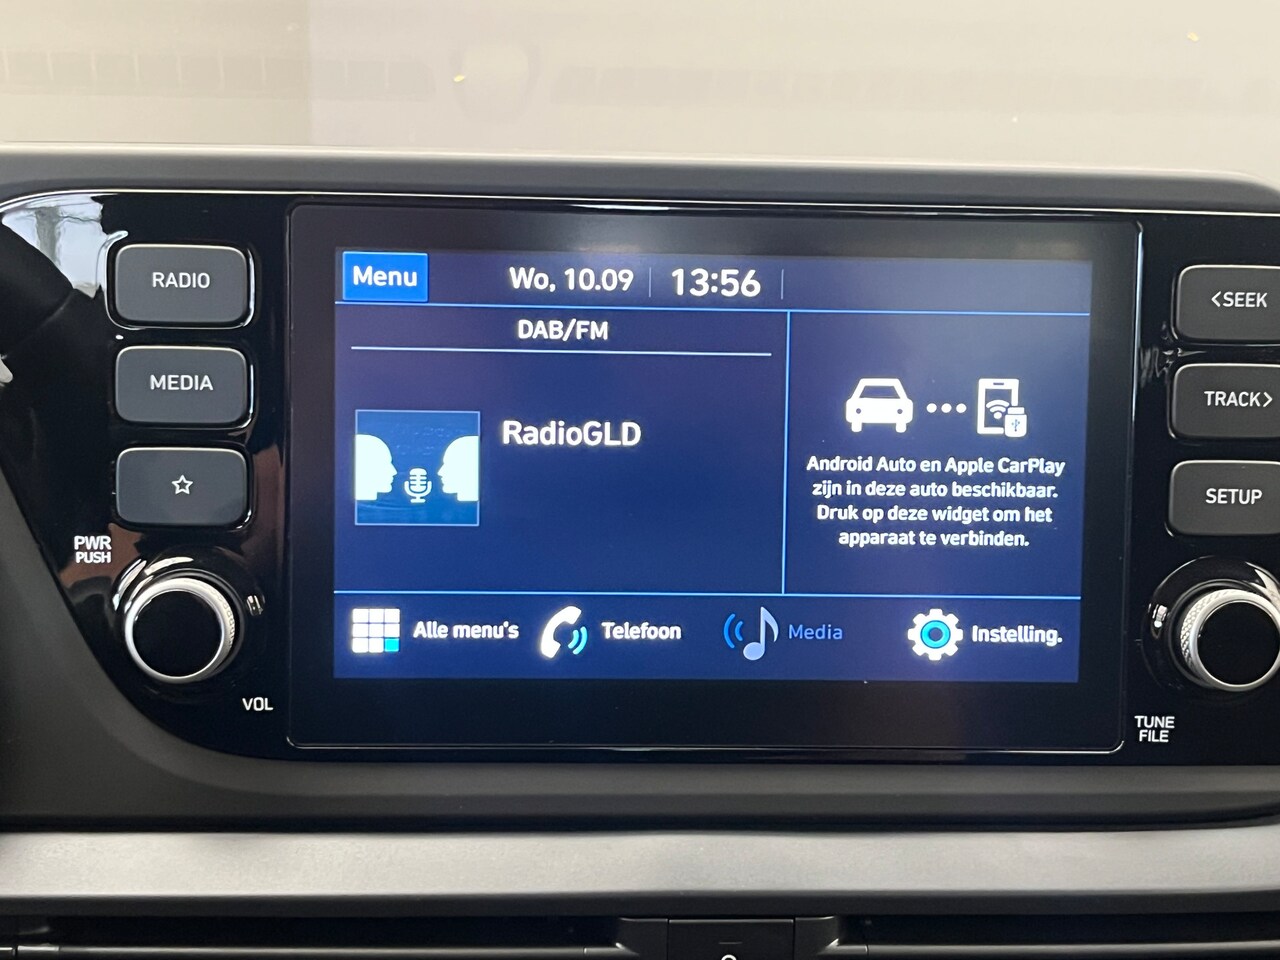 RADIO
MEDIA
PWR
PUSH
VOL
Menu
Wo, 10.09
13:56
DAB/FM
RadioGLD
Android Auto en Apple CarPlay
zijn in deze auto beschikbaar.
Druk op deze widget om het
apparaat te verbinden.
Alle menu's
Telefoon
Media
Instelling.
<SEEK
TRACK>
SETUP
TUNE
FILE